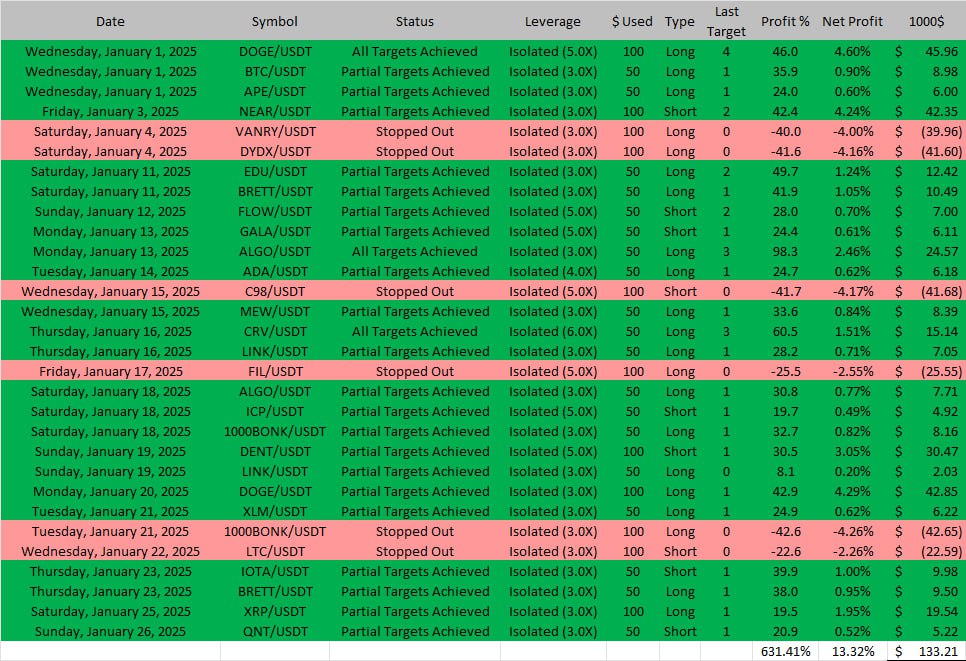 Date Symbol Status Leverage $ Used Type Last Target Profit % Net Profit 1000$
Wednesday, January 1, 2025 DOGE/USDT All Targets Achieved Isolated (5.0X) 100 Long 4 46.0 4.60% $ 45.96
Wednesday, January 1, 2025 BTC/USDT Partial Targets Achieved Isolated (3.0X) 50 Long 1 35.9 0.90% $ 8.98
Wednesday, January 1, 2025 APE/USDT Partial Targets Achieved Isolated (3.0X) 50 Long 1 24.0 0.60% $ 6.00
Friday, January 3, 2025 NEAR/USDT Partial Targets Achieved Isolated (3.0X) 100 Short 2 42.4 4.24% $ 42.35
Saturday, January 4, 2025 VANRY/USDT Stopped Out Isolated (3.0X) 100 Long 0 -40.0 -4.00% $ (39.96)
Saturday, January 4, 2025 DYDX/USDT Stopped Out Isolated (3.0X) 100 Long 0 -41.6 -4.16% $ (41.60)
Saturday, January 11, 2025 EDU/USDT Partial Targets Achieved Isolated (3.0X) 50 Long 2 49.7 1.24% $ 12.42
Saturday, January 11, 2025 BRETT/USDT Partial Targets Achieved Isolated (3.0X) 50 Long 1 41.9 1.05% $ 10.49
Sunday, January 12, 2025 FLOW/USDT Partial Targets Achieved Isolated (5.0X) 50 Short 2 28.0 0.70% $ 7.00
Monday, January 13, 2025 GALA/USDT Partial Targets Achieved Isolated (5.0X) 50 Short 1 24.4 0.61% $ 6.11
Monday, January 13, 2025 ALGO/USDT All Targets Achieved Isolated (3.0X) 50 Long 3 98.3 2.46% $ 24.57
Tuesday, January 14, 2025 ADA/USDT Partial Targets Achieved Isolated (4.0X) 50 Long 1 24.7 0.62% $ 6.18
Wednesday, January 15, 2025 C98/USDT Stopped Out Isolated (5.0X) 100 Short 0 -41.7 -4.17% $ (41.68)
Wednesday, January 15, 2025 MEW/USDT Partial Targets Achieved Isolated (3.0X) 50 Long 1 33.6 0.84% $ 8.39
Thursday, January 16, 2025 CRV/USDT All Targets Achieved Isolated (6.0X) 50 Long 3 60.5 1.51% $ 15.14
Thursday, January 16, 2025 LINK/USDT Partial Targets Achieved Isolated (3.0X) 50 Long 1 28.2 0.71% $ 7.05
Friday, January 17, 2025 FIL/USDT Stopped Out Isolated (5.0X) 100 Long 0 -25.5 -2.55% $ (25.55)
Saturday, January 18, 2025 ALGO/USDT Partial Targets Achieved Isolated (3.0X) 50 Long 1 30.8 0.77% $ 7.71
Saturday, January 18, 2025 ICP/USDT Partial Targets Achieved Isolated (5.0X) 50 Short 1 19.7 0.49% $ 4.92
Saturday, January 18, 2025 1000BONK/USDT Partial Targets Achieved Isolated (3.0X) 50 Long 1 32.7 0.82% $ 8.16
Sunday, January 19, 2025 DENT/USDT Partial Targets Achieved Isolated (5.0X) 100 Short 1 30.5 3.05% $ 30.47
Sunday, January 19, 2025 LINK/USDT Partial Targets Achieved Isolated (3.0X) 50 Long 0 8.1 0.20% $ 2.03
Monday, January 20, 2025 DOGE/USDT Partial Targets Achieved Isolated (3.0X) 100 Long 1 42.9 4.29% $ 42.85
Tuesday, January 21, 2025 XLM/USDT Partial Targets Achieved Isolated (3.0X) 50 Long 1 24.9 0.62% $ 6.22
Tuesday, January 21, 2025 1000BONK/USDT Stopped Out Isolated (3.0X) 100 Long 0 -42.6 -4.26% $ (42.65)
Wednesday, January 22, 2025 LTC/USDT Stopped Out Isolated (3.0X) 100 Short 0 -22.6 -2.26% $ (22.59)
Thursday, January 23, 2025 IOTA/USDT Partial Targets Achieved Isolated (3.0X) 50 Short 1 39.9 1.00% $ 9.98
Thursday, January 23, 2025 BRETT/USDT Partial Targets Achieved Isolated (3.0X) 50 Long 1 38.0 0.95% $ 9.50
Saturday, January 25, 2025 XRP/USDT Partial Targets Achieved Isolated (3.0X) 100 Long 1 19.5 1.95% $ 19.54
Sunday, January 26, 2025 QNT/USDT Partial Targets Achieved Isolated (3.0X) 50 Short 1 20.9 0.52% $ 5.22
631.41% 13.32% $ 133.21